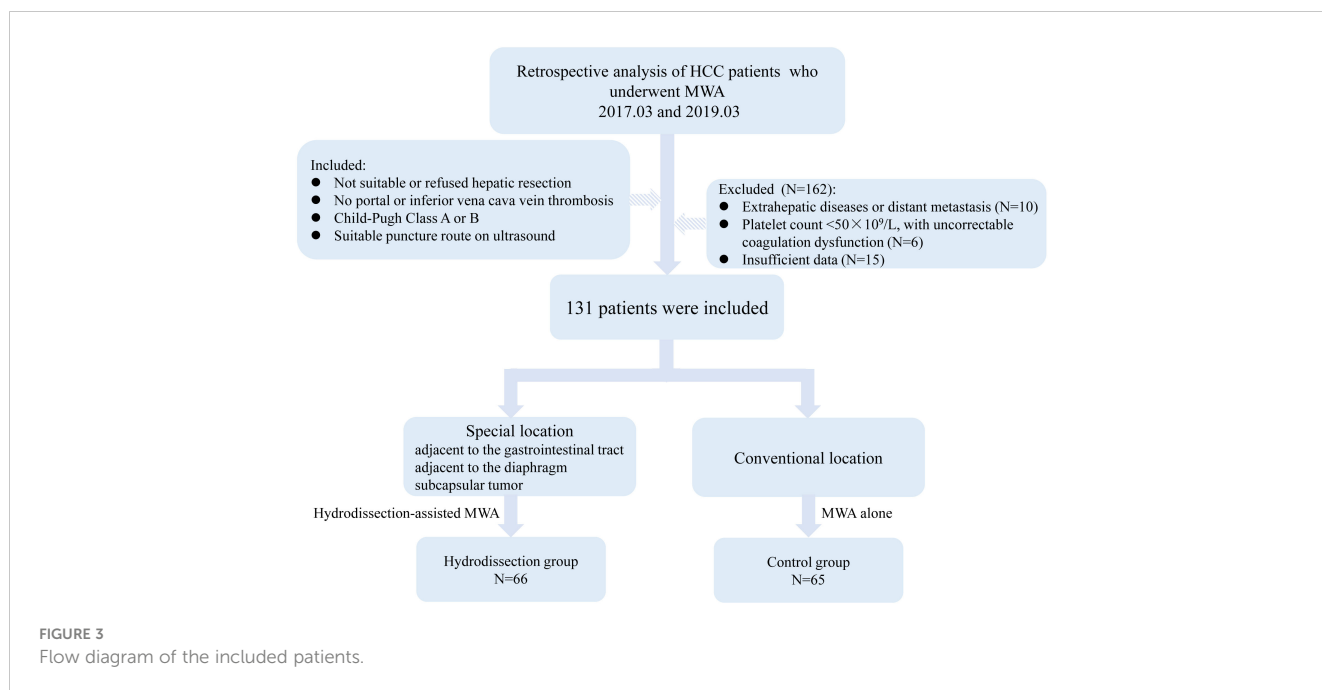 Retrospective analysis of HCC patients who
underwent MWA
2017.03 and 2019.03
Included:
● Not suitable or refused hepatic resection
● No portal or inferior vena cava vein thrombosis
● Child-Pugh Class A or B
● Suitable puncture route on ultrasound
Excluded (N=162):
● Extrahepatic diseases or distant metastasis (N=10)
● Platelet count <50×10⁹/L, with uncorrectable
coagulation dysfunction (N=6)
● Insufficient data (N=15)
131 patients were included
Special location
adjacent to the gastrointestinal tract
adjacent to the diaphragm
subcapsular tumor
Conventional location
Hydrodissection-assisted MWA
MWA alone
Hydrodissection group
N=66
Control group
N=65
FIGURE 3
Flow diagram of the included patients.